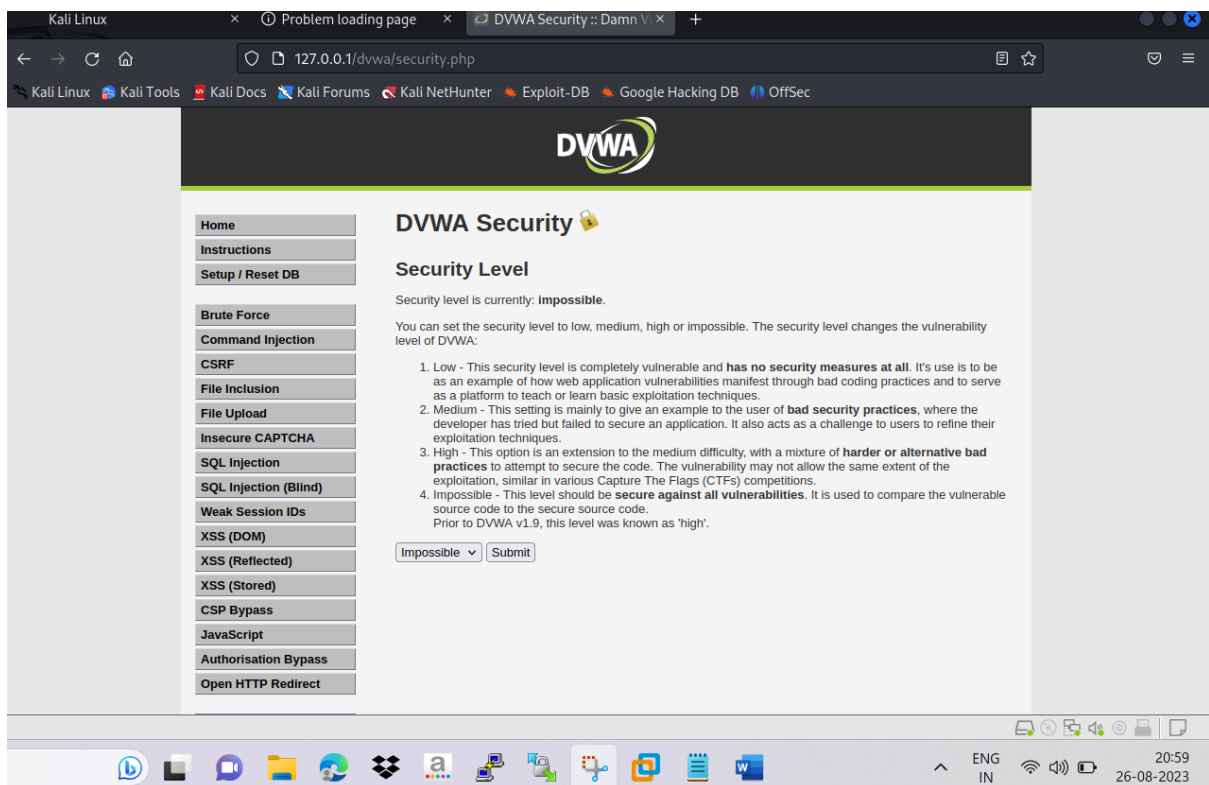 Kali Linux
Problem loading page
DVWA Security :: Damn Vu
127.0.0.1/dvwa/security.php
Kali Linux Kali Tools Kali Docs Kali Forums Kali NetHunter Exploit-DB Google Hacking DB OffSec
DVWA
Home
Instructions
Setup / Reset DB
Brute Force
Command Injection
CSRF
File Inclusion
File Upload
Insecure CAPTCHA
SQL Injection
SQL Injection (Blind)
Weak Session IDs
XSS (DOM)
XSS (Reflected)
XSS (Stored)
CSP Bypass
JavaScript
Authorisation Bypass
Open HTTP Redirect
DVWA Security
Security Level
Security level is currently: impossible.
You can set the security level to low, medium, high or impossible. The security level changes the vulnerability
level of DVWA:
1. Low - This security level is completely vulnerable and has no security measures at all. It's use is to be
as an example of how web application vulnerabilities manifest through bad coding practices and to serve
as a platform to teach or learn basic exploitation techniques.
2. Medium - This setting is mainly to give an example to the user of bad security practices, where the
developer has tried but failed to secure an application. It also acts as a challenge to users to refine their
exploitation techniques.
3. High - This option is an extension to the medium difficulty, with a mixture of harder or alternative bad
practices to attempt to secure the code. The vulnerability may not allow the same extent of the
exploitation, similar in various Capture The Flags (CTFs) competitions.
4. Impossible - This level should be secure against all vulnerabilities. It is used to compare the vulnerable
source code to the secure source code.
Prior to DVWA v1.9, this level was known as 'high'.
Impossible Submit
ENG
IN
20:59
26-08-2023